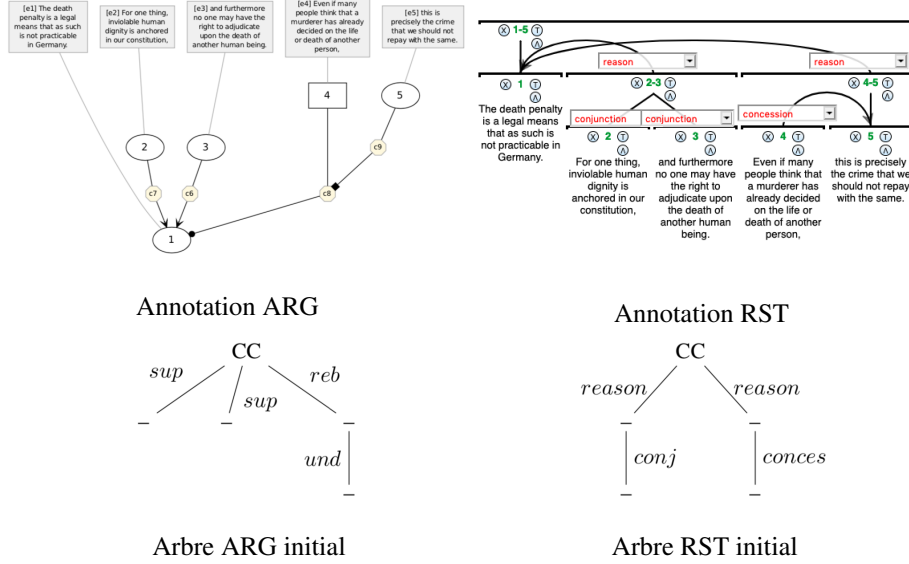 [e1] The death
penalty is a legal
means that as such
is not practicable
in Germany.
[e2] For one thing,
inviolable human
dignity is anchored
in our constitution,
[e3] and furthermore
no one may have the
right to adjudicate
upon the death of
another human being.
[e4] Even if many
people think that a
murderer has already
decided on the life
or death of another
person,
[e5] this is
precisely the crime
that we should not
repay with the same.
4
5
2
3
c9
c7
c6
c8
1
Annotation ARG
1-5
reason
reason
1
2-3
4-5
The death penalty
is a legal means
that as such is
not practicable in
Germany.
conjunction
conjunction
concession
2
3
4
5
For one thing,
inviolable human
dignity is
anchored in our
constitution,
and furthermore
no one may have
the right to
adjudicate upon
the death of
another human
being.
Even if many
people think that
a murderer has
already decided
on the life or
death of another
person,
this is precisely
the crime that we
should not repay
with the same.
Annotation RST
CC
sup
sup
reb
–
–
–
und
–
Arbre ARG initial
CC
reason
reason
–
–
conj
conces
–
–
Arbre RST initial